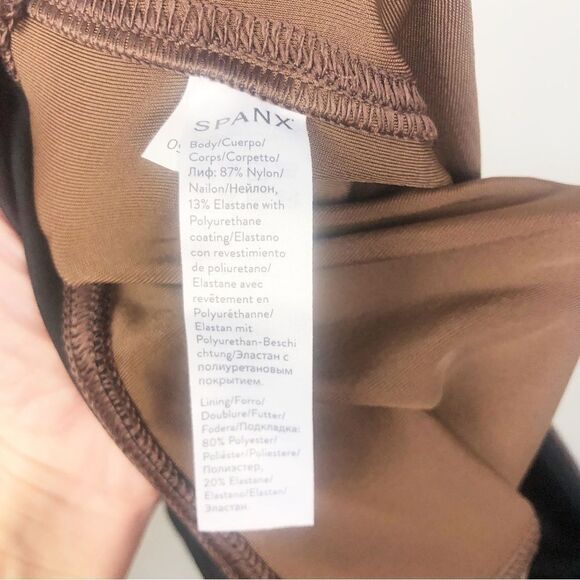 SPANX
Body/Cuerpo/
Corps/Corpetto/
Лиф: 87% Nylon/
Nailon/Нейлон,
13% Elastane with
Polyurethane
coating/Elastano
con revestimiento
de poliuretano/
Elastane avec
revêtement en
Polyuréthanne/
Elastan mit
Polyurethan-Beschi
chtung/Эластан с
полиуретановым
покрытием.
Lining/Forro/
Doublure/Futter/
Fodera/Подкладка:
80% Polyester/
Poliéster/Poliestere/
Полиэстер,
20% Elastane/
Elastano/Elastan/
Эластан.